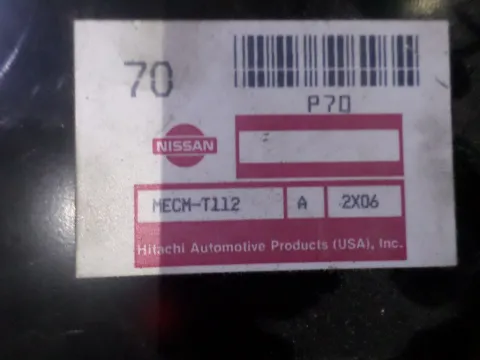 70
P70
NISSAN
MECM-T112 A 2X06
Hitachi Automotive Products (USA), Inc.